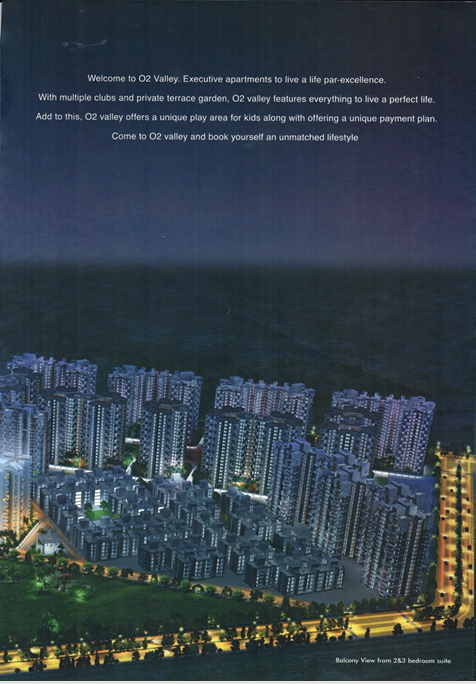 Welcome to O2 Valley. Executive apartments to live a life par-excellence.
With multiple clubs and private terrace garden, O2 valley features everything to live a perfect life.
Add to this, O2 valley offers a unique play area for kids along with offering a unique payment plan.
Come to O2 valley and book yourself an unmatched lifestyle
Balcony View from 2&3 bedroom suite